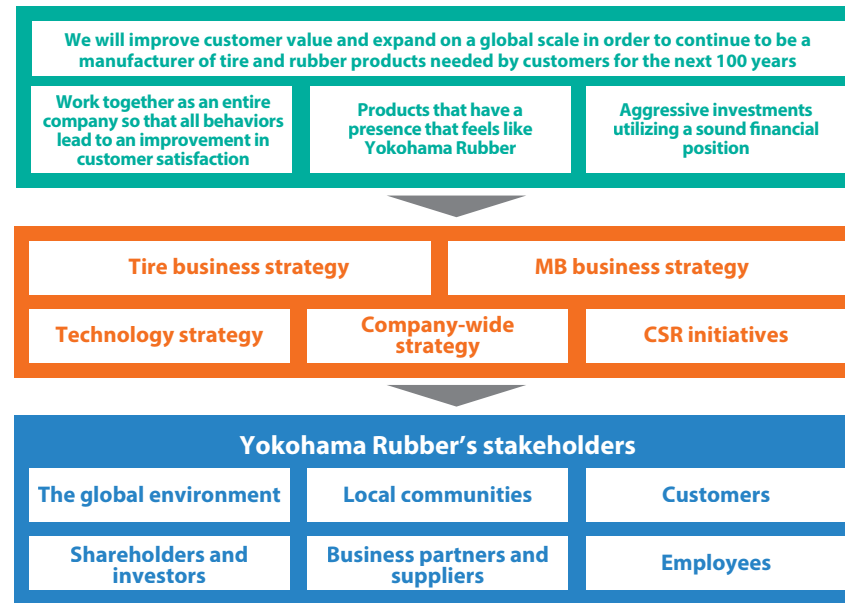 We will improve customer value and expand on a global scale in order to continue to be a
manufacturer of tire and rubber products needed by customers for the next 100 years
Work together as an entire
company so that all behaviors
lead to an improvement in
customer satisfaction
Products that have a
presence that feels like
Yokohama Rubber
Aggressive investments
utilizing a sound financial
position
Tire business strategy
MB business strategy
Technology strategy
Company-wide
strategy
CSR initiatives
Yokohama Rubber’s stakeholders
The global environment
Local communities
Customers
Shareholders and
investors
Business partners and
suppliers
Employees